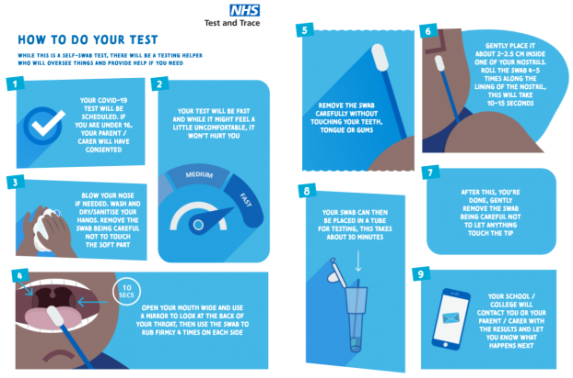 NHS
Test and Trace
HOW TO DO YOUR TEST
WHILE THIS IS A SELF-SWAB TEST, THERE WILL BE A TESTING HELPER
WHO WILL OVERSEE THINGS AND PROVIDE HELP IF YOU NEED
1
YOUR COVID-19
TEST WILL BE
SCHEDULED. IF
YOU ARE UNDER 16,
YOUR PARENT /
CARER WILL HAVE
CONSENTED
2
YOUR TEST WILL BE FAST
AND WHILE IT MIGHT FEEL A
LITTLE UNCOMFORTABLE, IT
WON'T HURT YOU
MEDIUM
FAST
3
BLOW YOUR NOSE
IF NEEDED. WASH AND
DRY/SANITISE YOUR
HANDS. REMOVE THE
SWAB BEING CAREFUL
NOT TO TOUCH
THE SOFT PART
4
10
SECS
OPEN YOUR MOUTH WIDE AND USE
A MIRROR TO LOOK AT THE BACK OF
YOUR THROAT, THEN USE THE SWAB TO
RUB FIRMLY 4 TIMES ON EACH SIDE
5
REMOVE THE SWAB
CAREFULLY WITHOUT
TOUCHING YOUR TEETH,
TONGUE OR GUMS
6
GENTLY PLACE IT
ABOUT 2-2.5 CM INSIDE
ONE OF YOUR NOSTRILS.
ROLL THE SWAB 4-5
TIMES ALONG THE
LINING OF THE NOSTRIL,
THIS WILL TAKE
10-15 SECONDS
7
AFTER THIS, YOU'RE
DONE, GENTLY
REMOVE THE SWAB
BEING CAREFUL NOT
TO LET ANYTHING
TOUCH THE TIP
8
YOUR SWAB CAN THEN
BE PLACED IN A TUBE
FOR TESTING, THIS TAKES
ABOUT 30 MINUTES
9
YOUR SCHOOL /
COLLEGE WILL
CONTACT YOU OR YOUR
PARENT / CARER WITH
THE RESULTS AND LET
YOU KNOW WHAT
HAPPENS NEXT